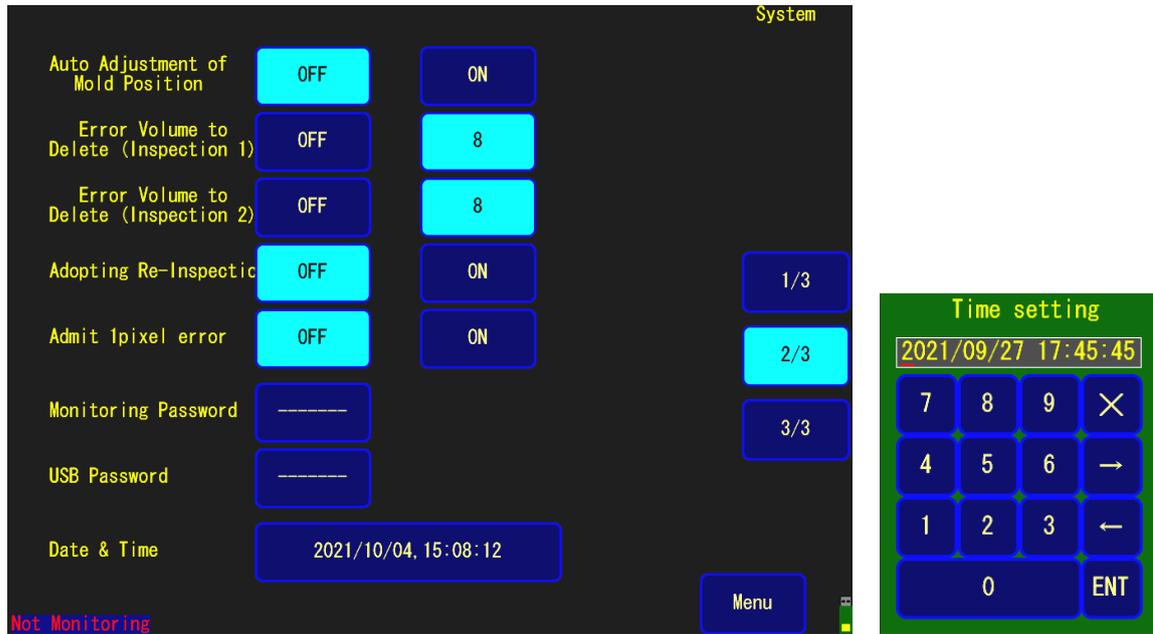 System
Auto Adjustment of
Mold Position
OFF
ON
Error Volume to
Delete (Inspection 1)
OFF
8
Error Volume to
Delete (Inspection 2)
OFF
8
Adopting Re-Inspectic
OFF
ON
Admit 1pixel error
OFF
ON
Monitoring Password
-------
USB Password
-------
Date & Time
2021/10/04,15:08:12
1/3
2/3
3/3
Menu
Not Monitoring
Time setting
2021/09/27 17:45:45
7 8 9 ×
4 5 6 →
1 2 3 ←
0 ENT